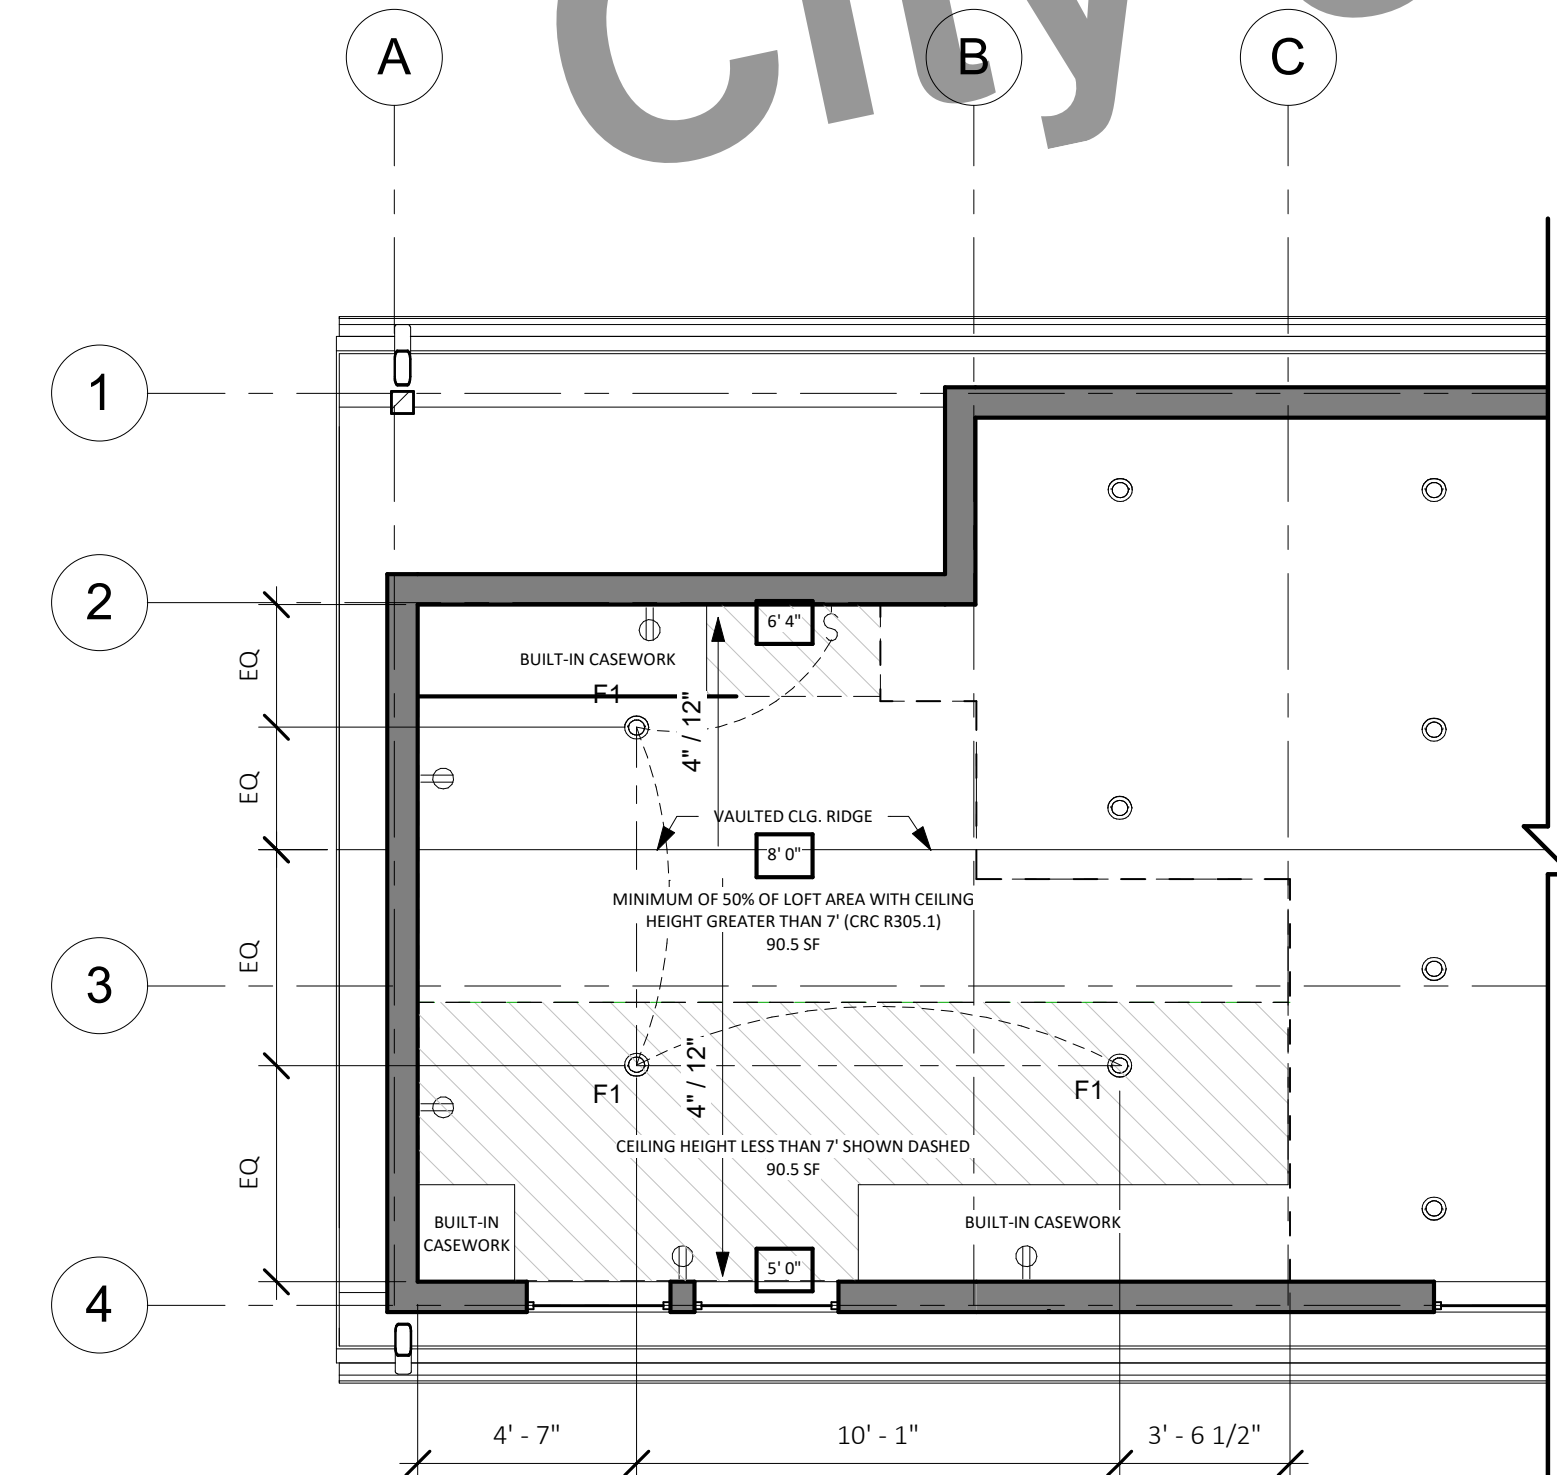 City
A
B
C
1
2
3
4
EQ
EQ
EQ
EQ
6' 4"
S
BUILT-IN CASEWORK
F1
4" / 12"
VAULTED CLG. RIDGE
8' 0"
MINIMUM OF 50% OF LOFT AREA WITH CEILING
HEIGHT GREATER THAN 7' (CRC R305.1)
90.5 SF
4" / 12"
F1
F1
CEILING HEIGHT LESS THAN 7' SHOWN DASHED
90.5 SF
BUILT-IN
CASEWORK
BUILT-IN CASEWORK
5' 0"
4' - 7"
10' - 1"
3' - 6 1/2"